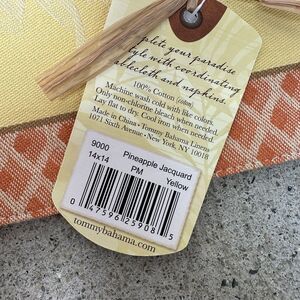 plete your paradise
style with coordinating
tablecloth and napkins.
100% Cotton (coton)
Machine wash cold with like colors.
Only non-chlorine bleach when needed.
Lay flat to dry. Cool iron when needed.
Made in China • Tommy Bahama Linens
1071 Sixth Avenue • New York, NY 10018
9000 Pineapple Jacquard
14x14 PM Yellow
0 47596 25908 5
tommybahama.com